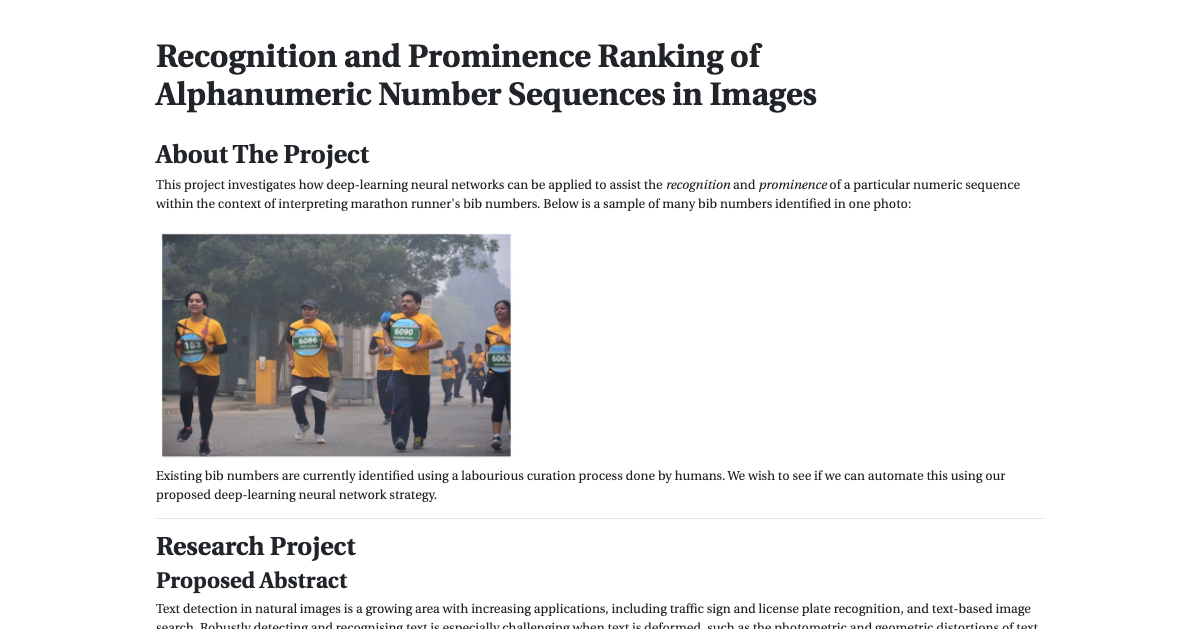 Recognition and Prominence Ranking of
Alphanumeric Number Sequences in Images
About The Project
This project investigates how deep-learning neural networks can be applied to assist the recognition and prominence of a particular numeric sequence
within the context of interpreting marathon runner's bib numbers. Below is a sample of many bib numbers identified in one photo:
103
6086
6090
6063
Existing bib numbers are currently identified using a labourious curation process done by humans. We wish to see if we can automate this using our
proposed deep-learning neural network strategy.
Research Project
Proposed Abstract
Text detection in natural images is a growing area with increasing applications, including traffic sign and license plate recognition, and text-based image
search. Robustly detecting and recognising text is especially challenging when text is deformed, such as the photometric and geometric distortions of text